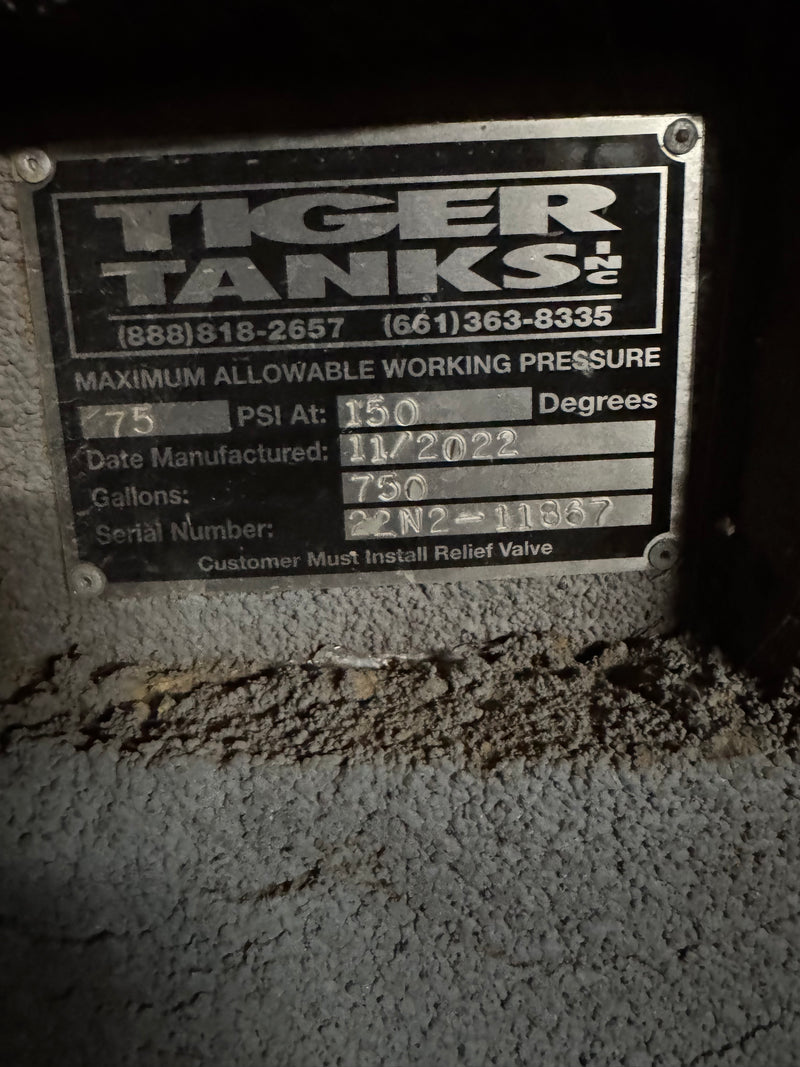 TIGER
TANKS INC
(888)818-2657 (661)363-8335
MAXIMUM ALLOWABLE WORKING PRESSURE
75 PSI At: 150 Degrees
Date Manufactured: 11/2022
Gallons: 750
Serial Number: 22N2-11867
Customer Must Install Relief Valve